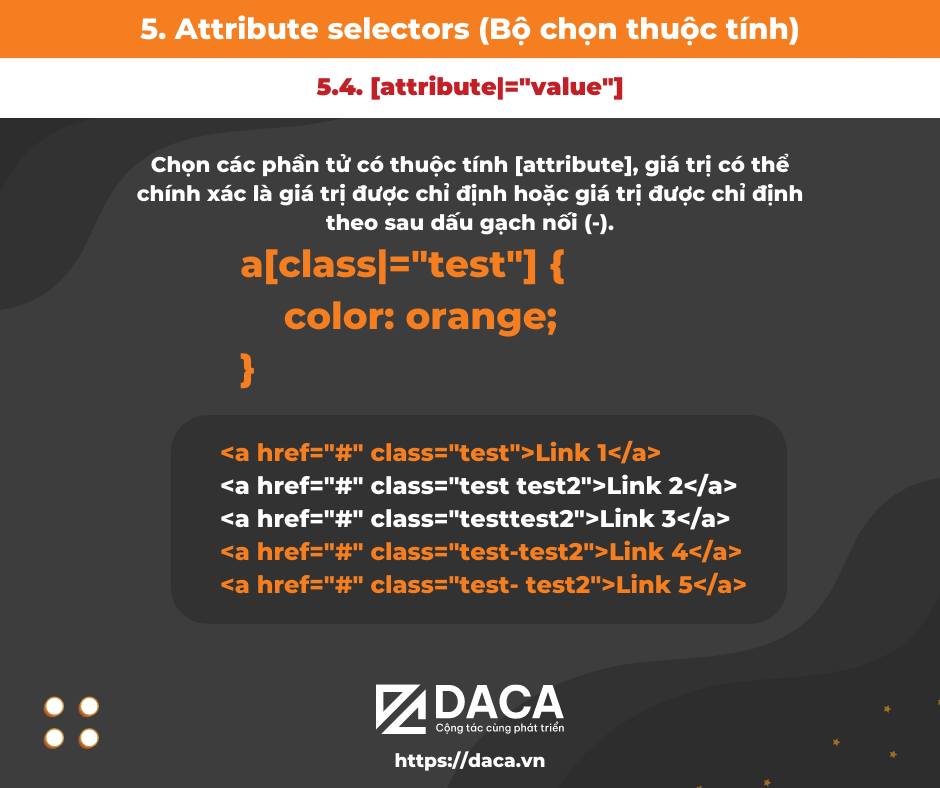 5. Attribute selectors (Bộ chọn thuộc tính)
5.4. [attribute|="value"]
Chọn các phần tử có thuộc tính [attribute], giá trị có thể
chính xác là giá trị được chỉ định hoặc giá trị được chỉ định
theo sau dấu gạch nối (-).
a[class|="test"] {
color: orange;
}
<a href="#" class="test">Link 1</a>
<a href="#" class="test test2">Link 2</a>
<a href="#" class="testtest2">Link 3</a>
<a href="#" class="test-test2">Link 4</a>
<a href="#" class="test- test2">Link 5</a>
DACA
Cộng tác cùng phát triển
https://daca.vn